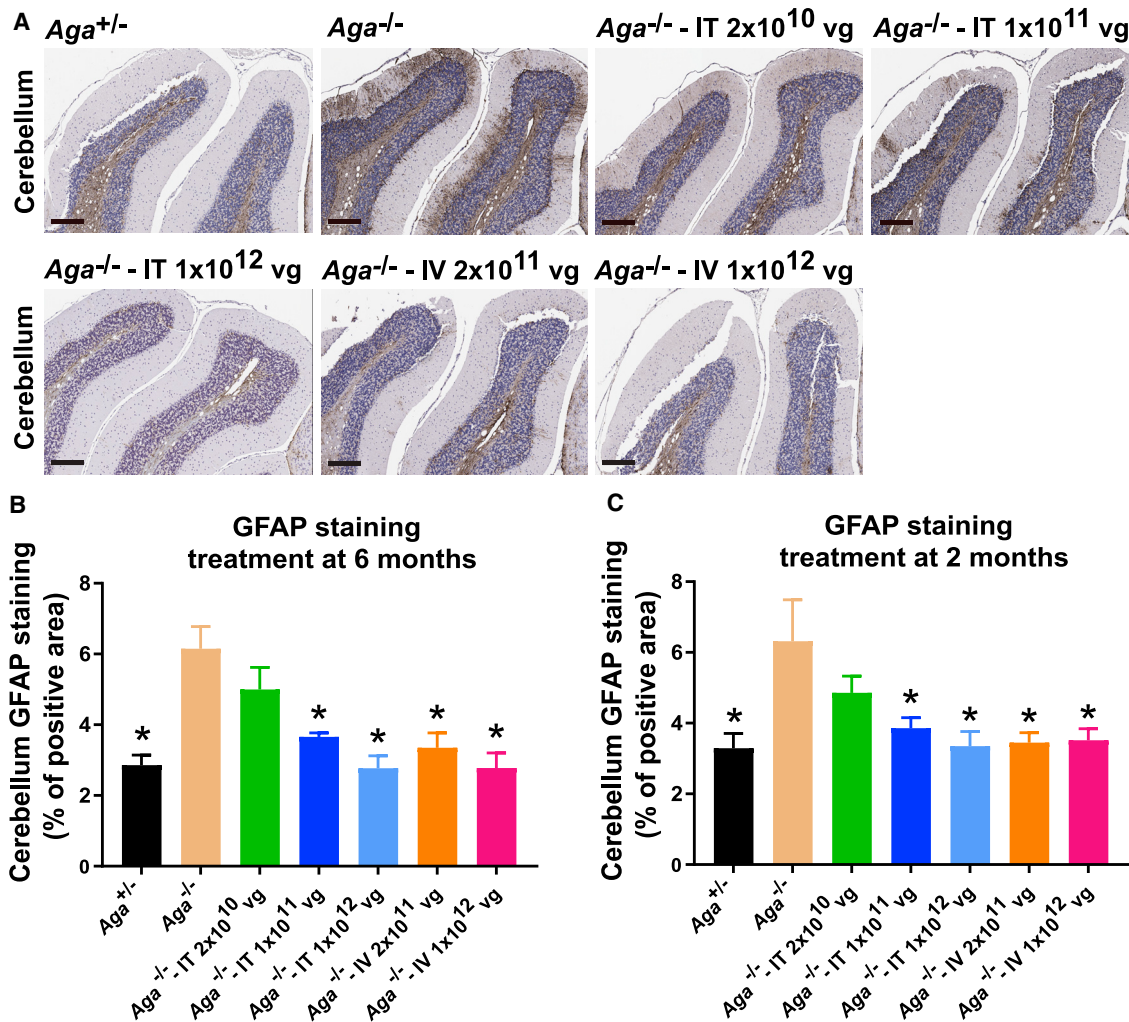 A
Aga+/-
Aga-/-
Aga-/- - IT 2x10^10 vg
Aga-/- - IT 1x10^11 vg
Cerebellum
Aga-/- - IT 1x10^12 vg
Aga-/- - IV 2x10^11 vg
Aga-/- - IV 1x10^12 vg
Cerebellum
B
GFAP staining
treatment at 6 months
Cerebellum GFAP staining
(% of positive area)
8
6
4
2
0
* * * * *
Aga+/-
Aga-/-
Aga-/- - IT 2x10^10 vg
Aga-/- - IT 1x10^11 vg
Aga-/- - IT 1x10^12 vg
Aga-/- - IV 2x10^11 vg
Aga-/- - IV 1x10^12 vg
C
GFAP staining
treatment at 2 months
Cerebellum GFAP staining
(% of positive area)
8
6
4
2
0
* * * * *
Aga+/-
Aga-/-
Aga-/- - IT 2x10^10 vg
Aga-/- - IT 1x10^11 vg
Aga-/- - IT 1x10^12 vg
Aga-/- - IV 2x10^11 vg
Aga-/- - IV 1x10^12 vg